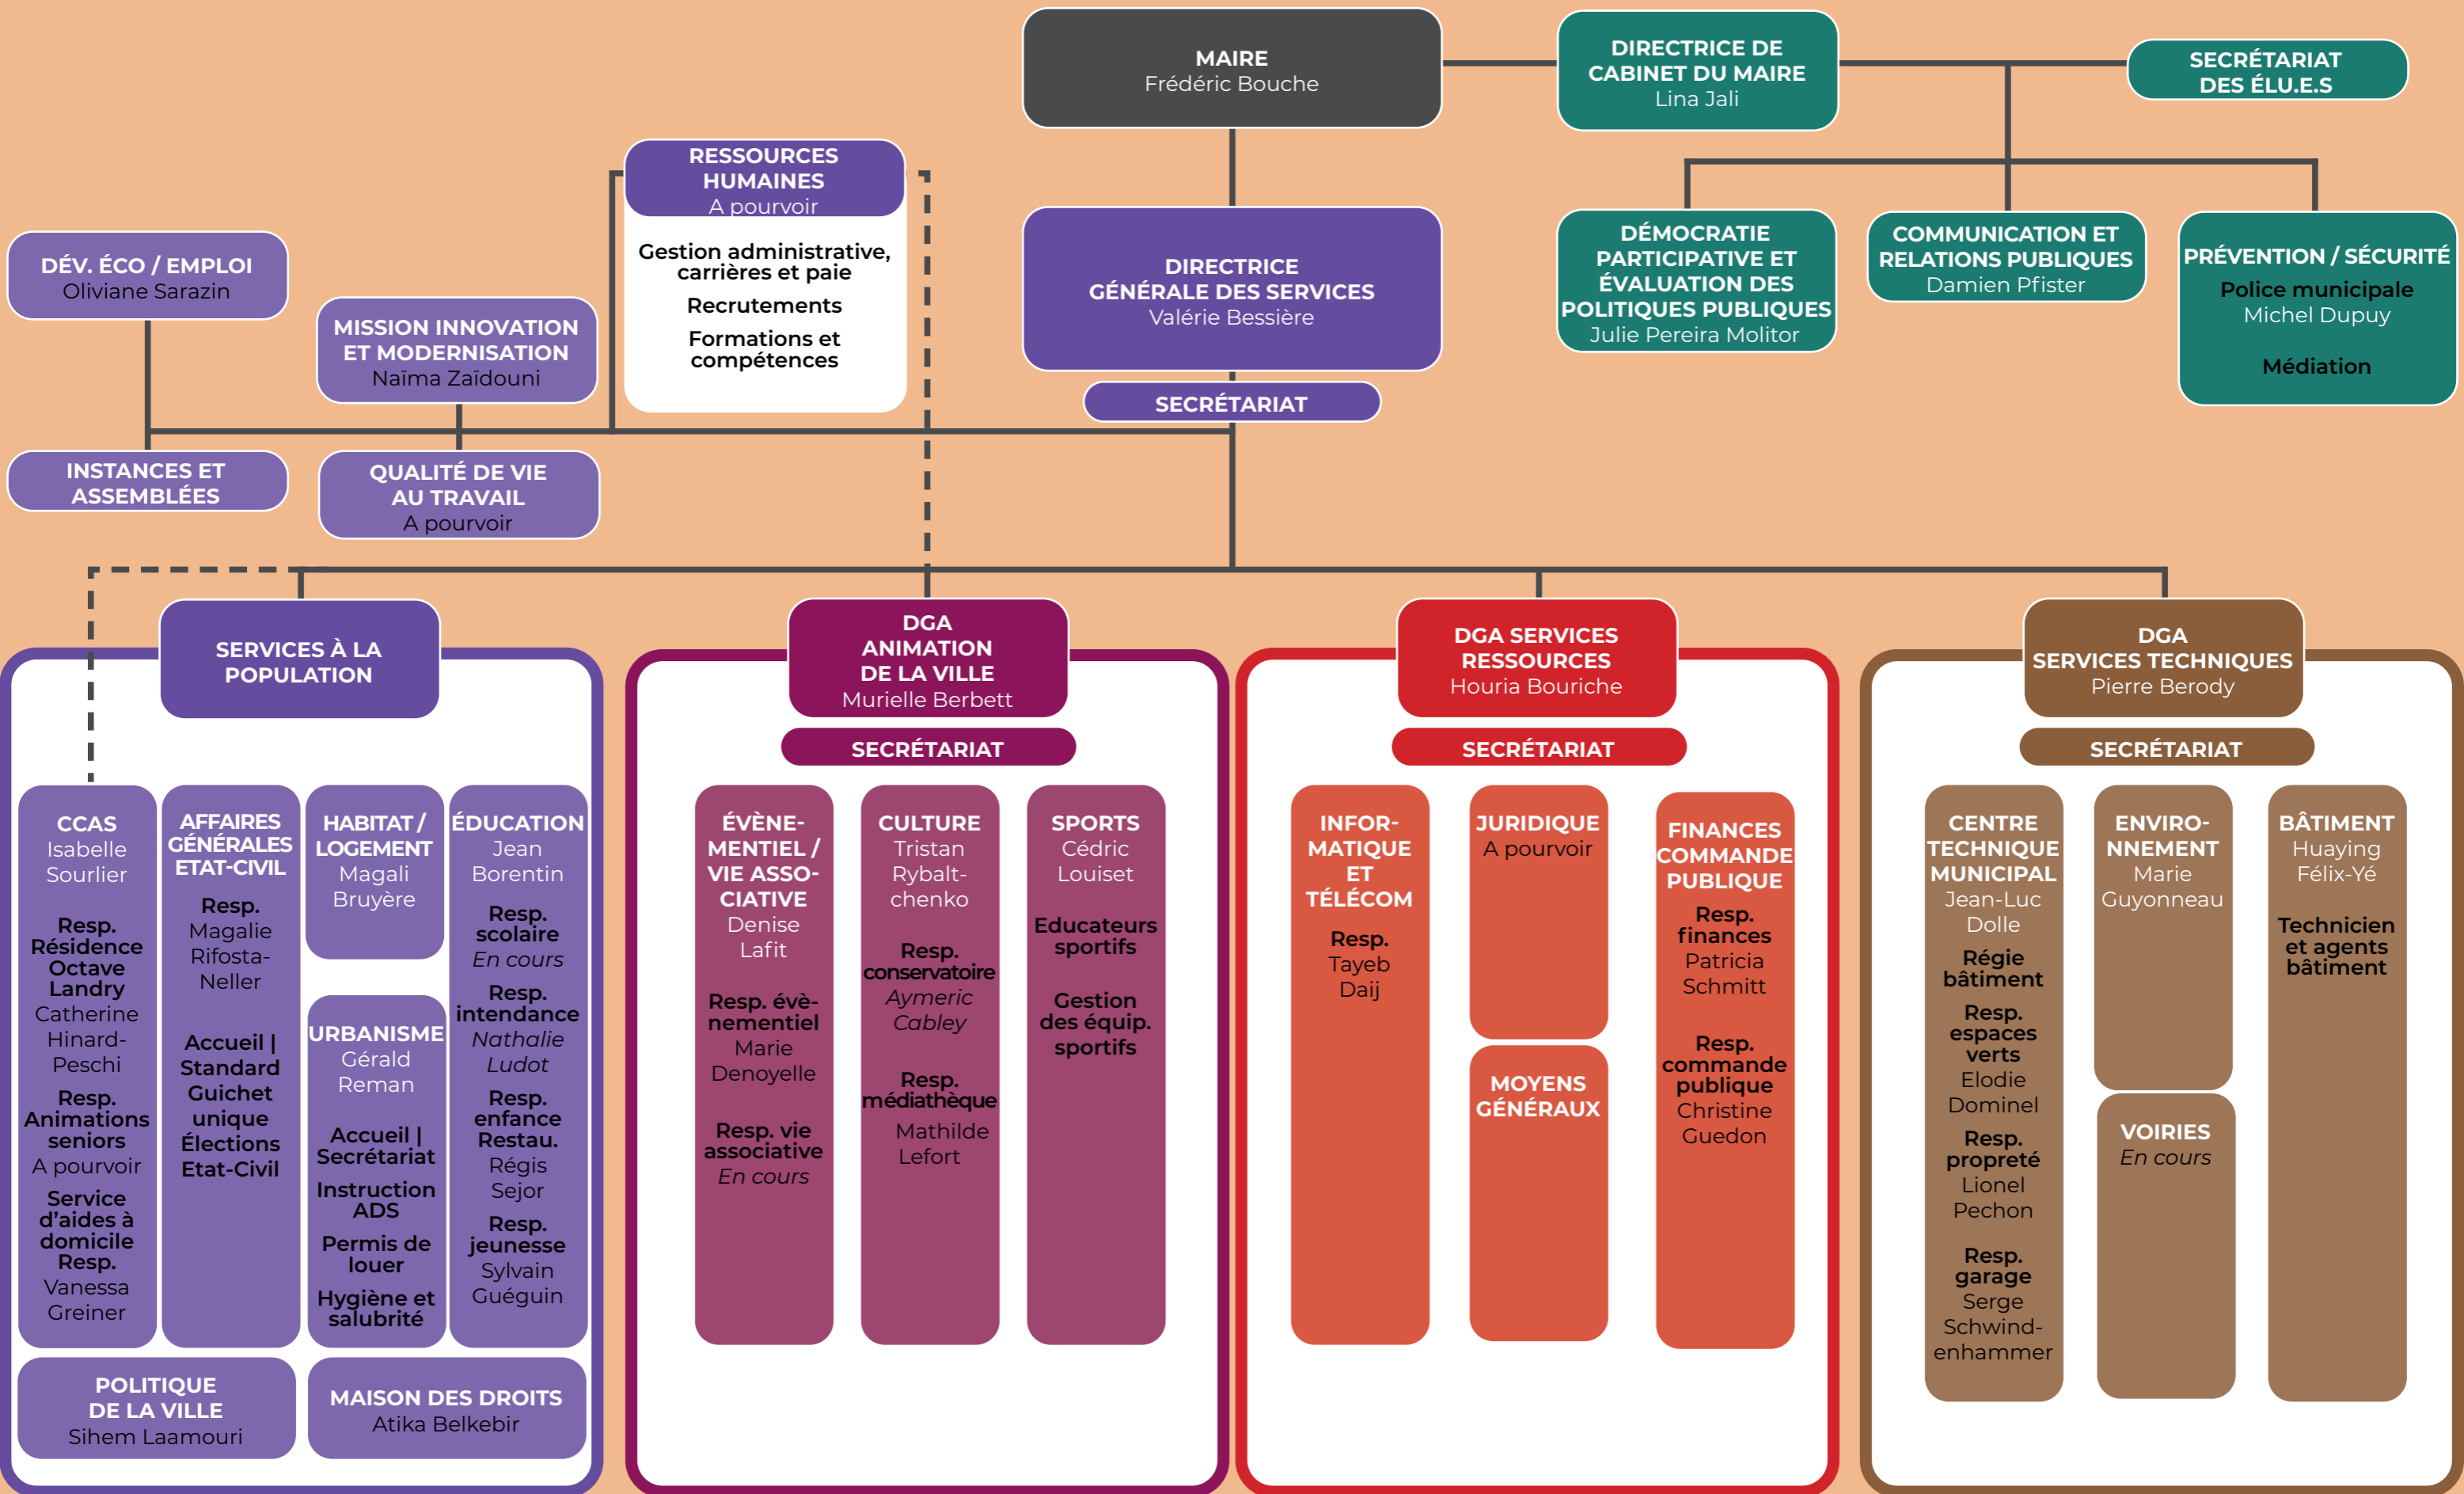 MAIRE
Frédéric Bouche
DIRECTRICE DE
CABINET DU MAIRE
Lina Jali
SECRÉTARIAT
DES ÉLU.E.S
RESSOURCES
HUMAINES
A pourvoir
Gestion administrative,
carrières et paie
Recrutements
Formations et
compétences
DIRECTRICE
GÉNÉRALE DES SERVICES
Valérie Bessière
SECRÉTARIAT
DÉMOCRATIE
PARTICIPATIVE ET
ÉVALUATION DES
POLITIQUES PUBLIQUES
Julie Pereira Molitor
COMMUNICATION ET
RELATIONS PUBLIQUES
Damien Pfister
PRÉVENTION / SÉCURITÉ
Police municipale
Michel Dupuy
Médiation
DÉV. ÉCO / EMPLOI
Oliviane Sarazin
MISSION INNOVATION
ET MODERNISATION
Naïma Zaïdouni
INSTANCES ET
ASSEMBLÉES
QUALITÉ DE VIE
AU TRAVAIL
A pourvoir
SERVICES À LA
POPULATION
CCAS
Isabelle
Sourlier
Resp.
Résidence
Octave
Landry
Catherine
Hinard-
Peschi
Resp.
Animations
seniors
A pourvoir
Service
d'aides à
domicile
Resp.
Vanessa
Greiner
AFFAIRES
GÉNÉRALES
ETAT-CIVIL
Resp.
Magalie
Rifosta-
Neller
Accueil |
Standard
Guichet
unique
Élections
Etat-Civil
HABITAT /
LOGEMENT
Magali
Bruyère
URBANISME
Gérald
Reman
Accueil |
Secrétariat
Instruction
ADS
Permis de
louer
Hygiène et
salubrité
ÉDUCATION
Jean
Borentin
Resp.
scolaire
En cours
Resp.
intendance
Nathalie
Ludot
Resp.
enfance
Restau.
Régis
Sejor
Resp.
jeunesse
Sylvain
Guéguin
POLITIQUE
DE LA VILLE
Sihem Laamouri
MAISON DES DROITS
Atika Belkebir
DGA
ANIMATION
DE LA VILLE
Murielle Berbett
SECRÉTARIAT
ÉVÈNE-
MENTIEL /
VIE ASSO-
CIATIVE
Denise
Lafit
Resp. évè-
nementiel
Marie
Denoyelle
Resp. vie
associative
En cours
CULTURE
Tristan
Rybalt-
chenko
Resp.
conservatoire
Aymeric
Cabley
Resp.
médiathèque
Mathilde
Lefort
SPORTS
Cédric
Louiset
Educateurs
sportifs
Gestion
des équip.
sportifs
DGA SERVICES
RESSOURCES
Houria Bouriche
SECRÉTARIAT
INFOR-
MATIQUE
ET
TÉLÉCOM
Resp.
Tayeb
Daij
JURIDIQUE
A pourvoir
MOYENS
GÉNÉRAUX
FINANCES
COMMANDE
PUBLIQUE
Resp.
finances
Patricia
Schmitt
Resp.
commande
publique
Christine
Guedon
DGA
SERVICES TECHNIQUES
Pierre Berody
SECRÉTARIAT
CENTRE
TECHNIQUE
MUNICIPAL
Jean-Luc
Dolle
Régie
bâtiment
Resp.
espaces
verts
Elodie
Dominel
Resp.
propreté
Lionel
Pechon
Resp.
garage
Serge
Schwind-
enhammer
ENVIRO-
NNEMENT
Marie
Guyonneau
VOIRIES
En cours
BÂTIMENT
Huaying
Félix-Yé
Technicien
et agents
bâtiment